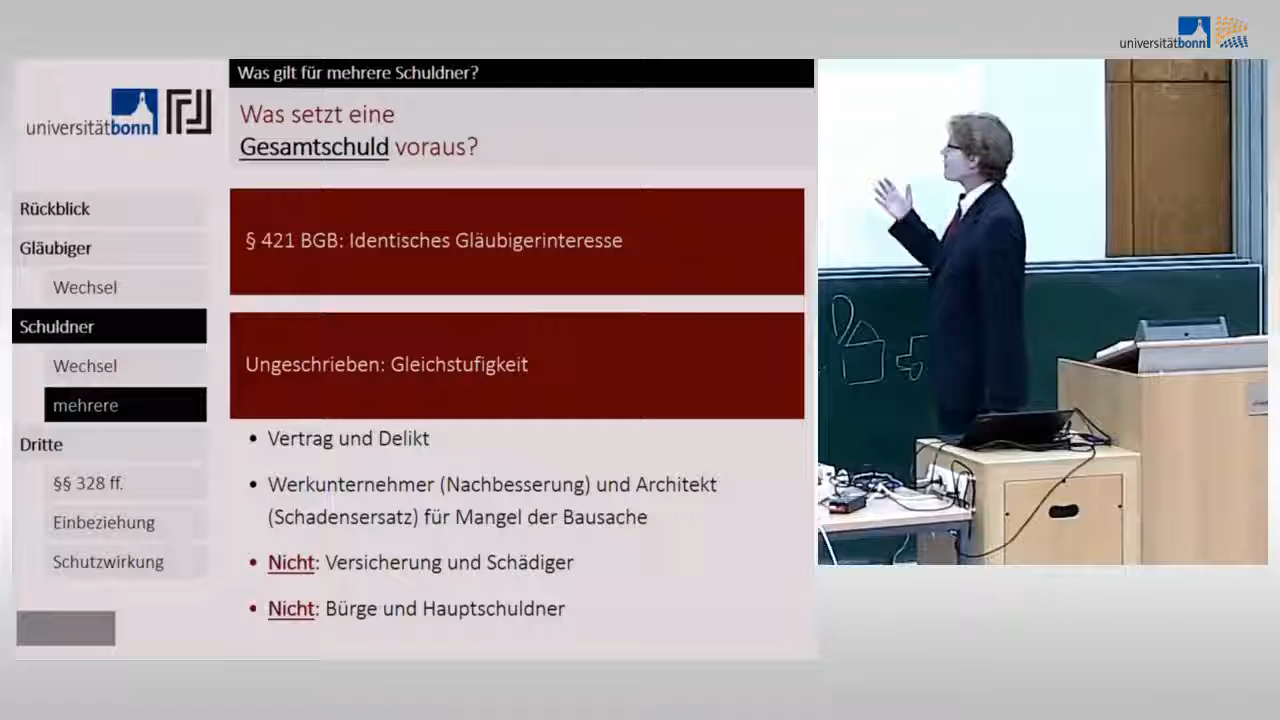 universitätbonn
Was gilt für mehrere Schuldner?
universitätbonn
Was setzt eine
Gesamtschuld voraus?
Rückblick
Gläubiger
Wechsel
Schuldner
Wechsel
mehrere
Dritte
§§ 328 ff.
Einbeziehung
Schutzwirkung
§ 421 BGB: Identisches Gläubigerinteresse
Ungeschrieben: Gleichstufigkeit
• Vertrag und Delikt
• Werkunternehmer (Nachbesserung) und Architekt
(Schadensersatz) für Mangel der Bausache
• Nicht: Versicherung und Schädiger
• Nicht: Bürge und Hauptschuldner